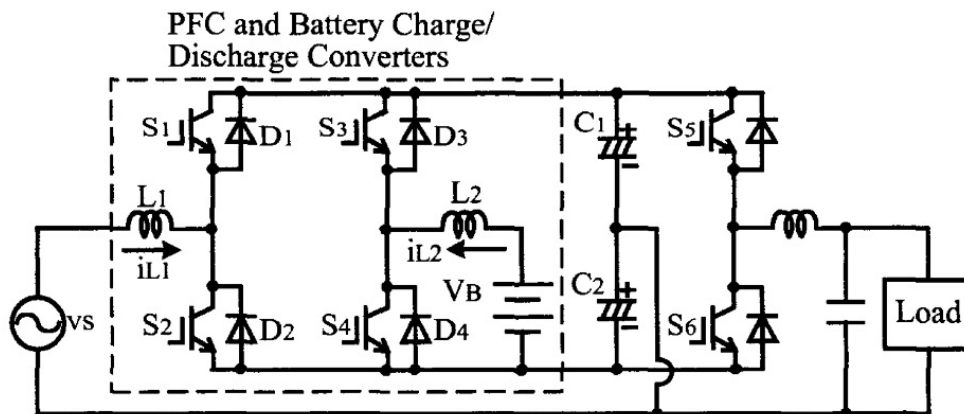 PFC and Battery Charge/
Discharge Converters
S1
D1
S3
D3
C1
S5
L1
L2
iL1
iL2
VB
C2
vs
S2
D2
S4
D4
S6
Load